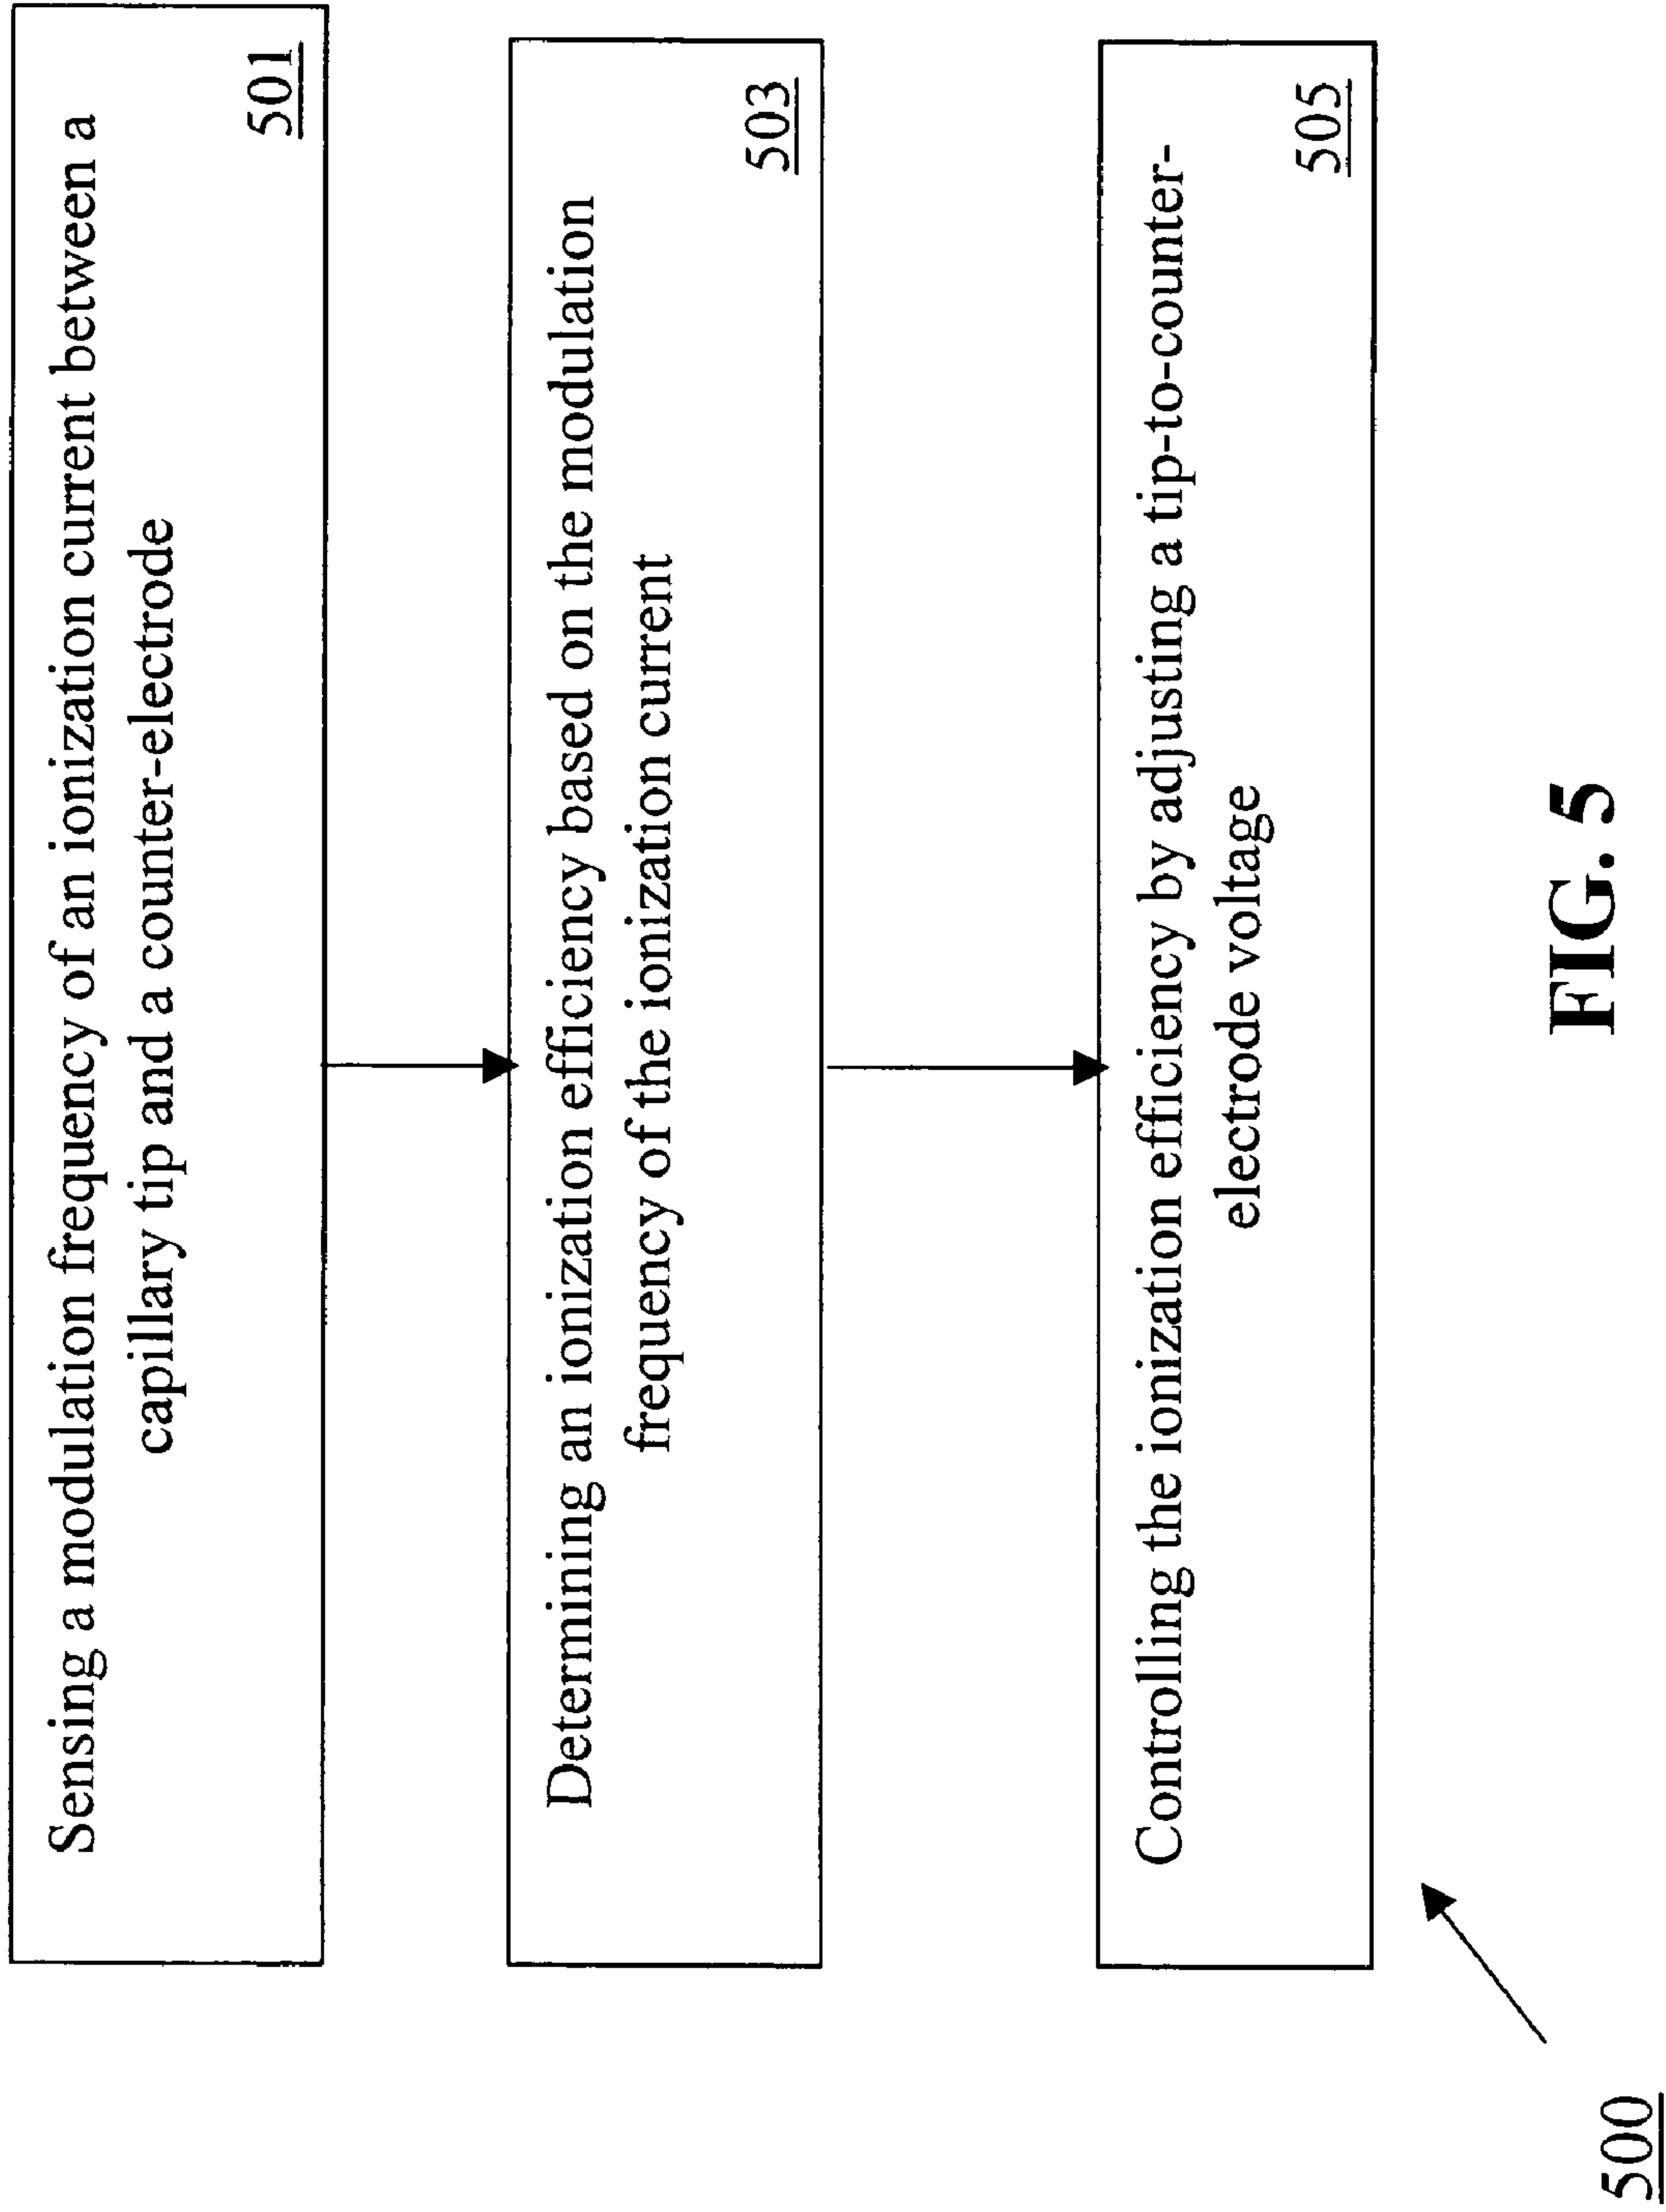 Sensing a modulation frequency of an ionization current between a
capillary tip and a counter-electrode
501
Determining an ionization efficiency based on the modulation
frequency of the ionization current
503
Controlling the ionization efficiency by adjusting a tip-to-counter-
electrode voltage
505
500
FIG. 5